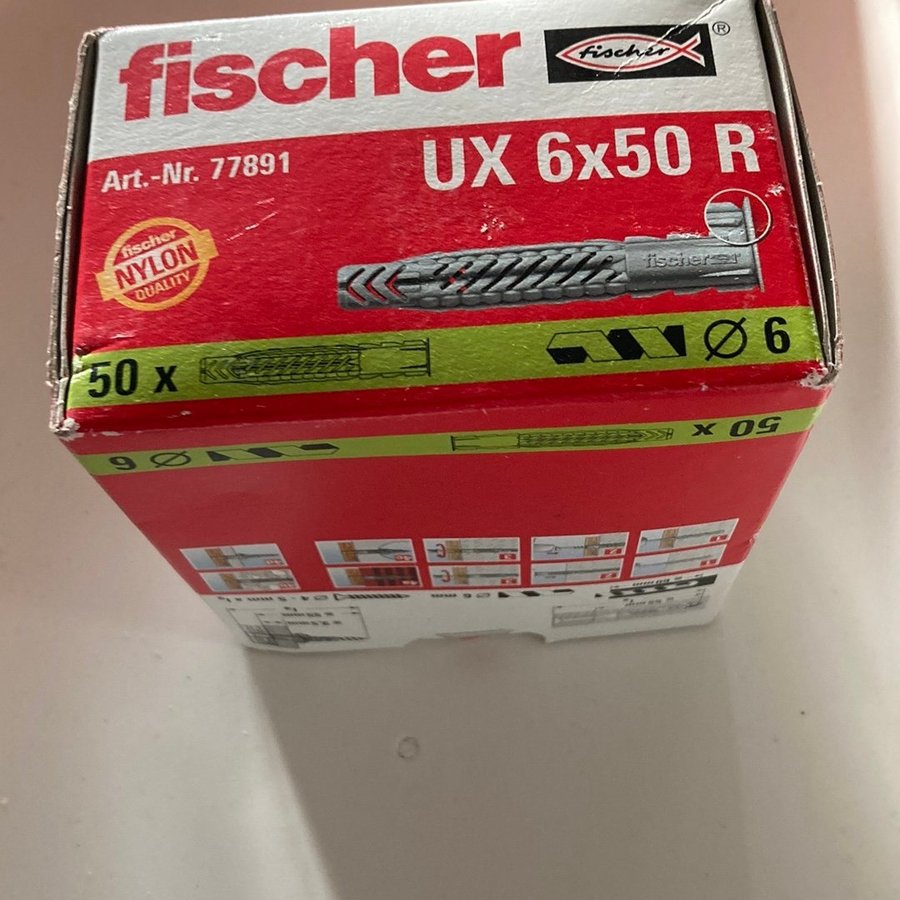 fischer
fischer
®
Art.-Nr. 77891
UX 6x50 R
fischer
NYLON
QUALITY
fischer
50 x
Ø 6
50 x
Ø 6